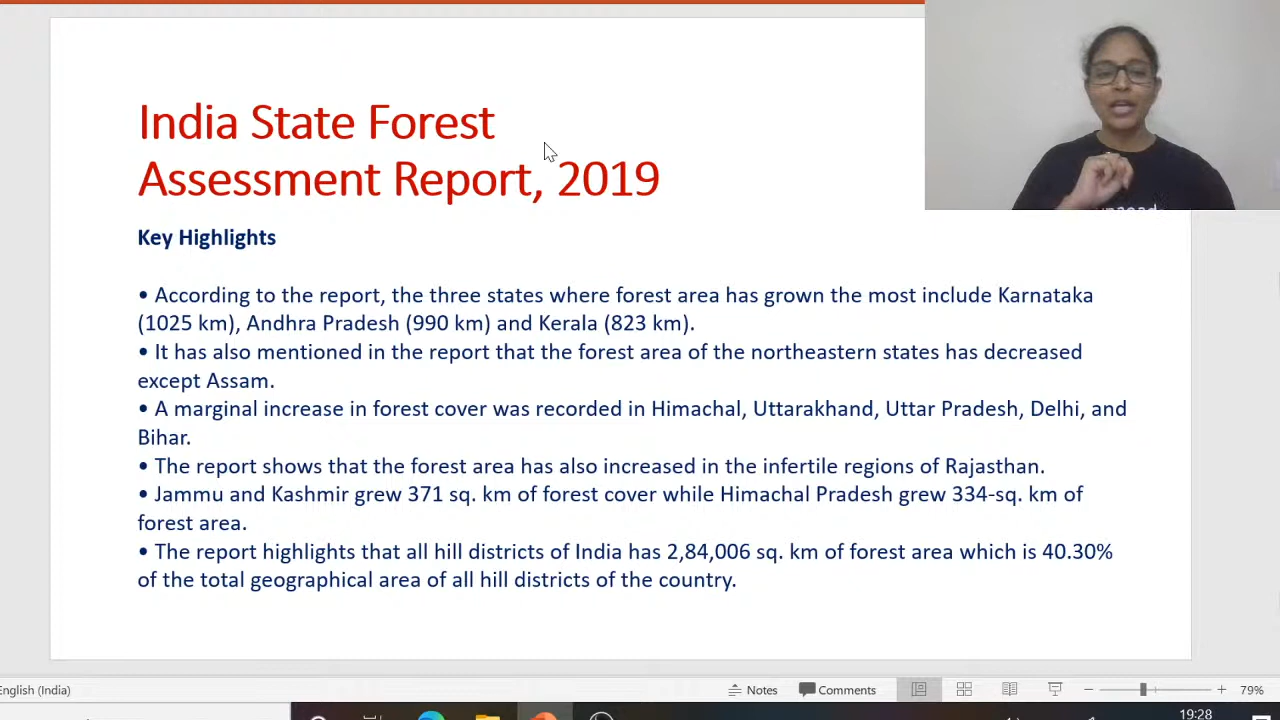 India State Forest
Assessment Report, 2019
Key Highlights
• According to the report, the three states where forest area has grown the most include Karnataka
(1025 km), Andhra Pradesh (990 km) and Kerala (823 km).
• It has also mentioned in the report that the forest area of the northeastern states has decreased
except Assam.
• A marginal increase in forest cover was recorded in Himachal, Uttarakhand, Uttar Pradesh, Delhi, and
Bihar.
• The report shows that the forest area has also increased in the infertile regions of Rajasthan.
• Jammu and Kashmir grew 371 sq. km of forest cover while Himachal Pradesh grew 334-sq. km of
forest area.
• The report highlights that all hill districts of India has 2,84,006 sq. km of forest area which is 40.30%
of the total geographical area of all hill districts of the country.
English (India) Notes Comments 79%
19:28